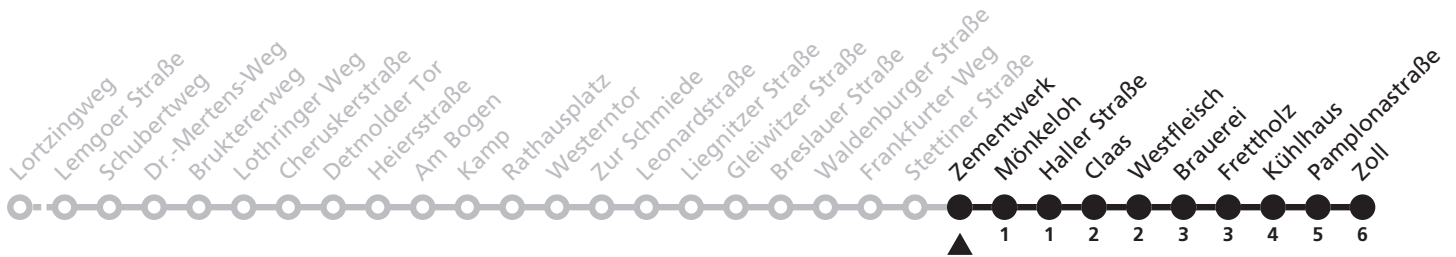 Lortzingweg
Lemgoer Straße
Schubertweg
Dr.-Mertens-Weg
Bruktererweg
Lothringer Weg
Cheruskerstraße
Detmolder Tor
Heiersstraße
Am Bogen
Kamp
Rathausplatz
Westerntor
Zur Schmiede
Leonardstraße
Liegnitzer Straße
Gleiwitzer Straße
Breslauer Straße
Waldenburger Straße
Frankfurter Weg
Stettiner Straße
Zementwerk
Mönkeloh
Haller Straße
Claas
Westfleisch
Brauerei
Frettholz
Kühlhaus
Pamplonastraße
Zoll
1 1 2 2 3 3 4 5 6